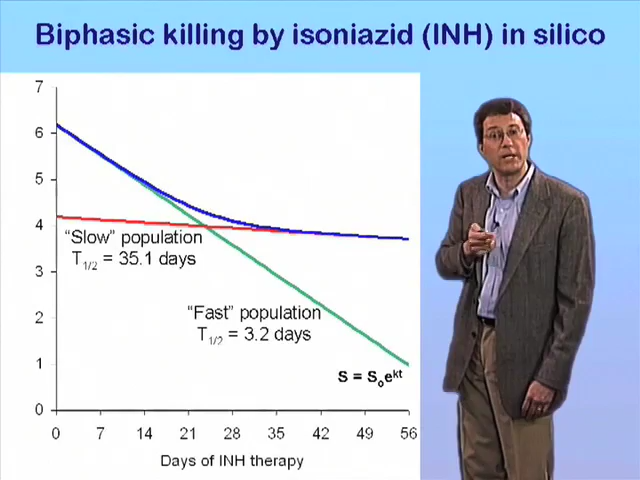 Biphasic killing by isoniazid (INH) in silico
7
6
5
4
3
2
1
0
"Slow" population
T1/2 = 35.1 days
"Fast" population
T1/2 = 3.2 days
S = Soekt
0 7 14 21 28 35 42 49 56
Days of INH therapy